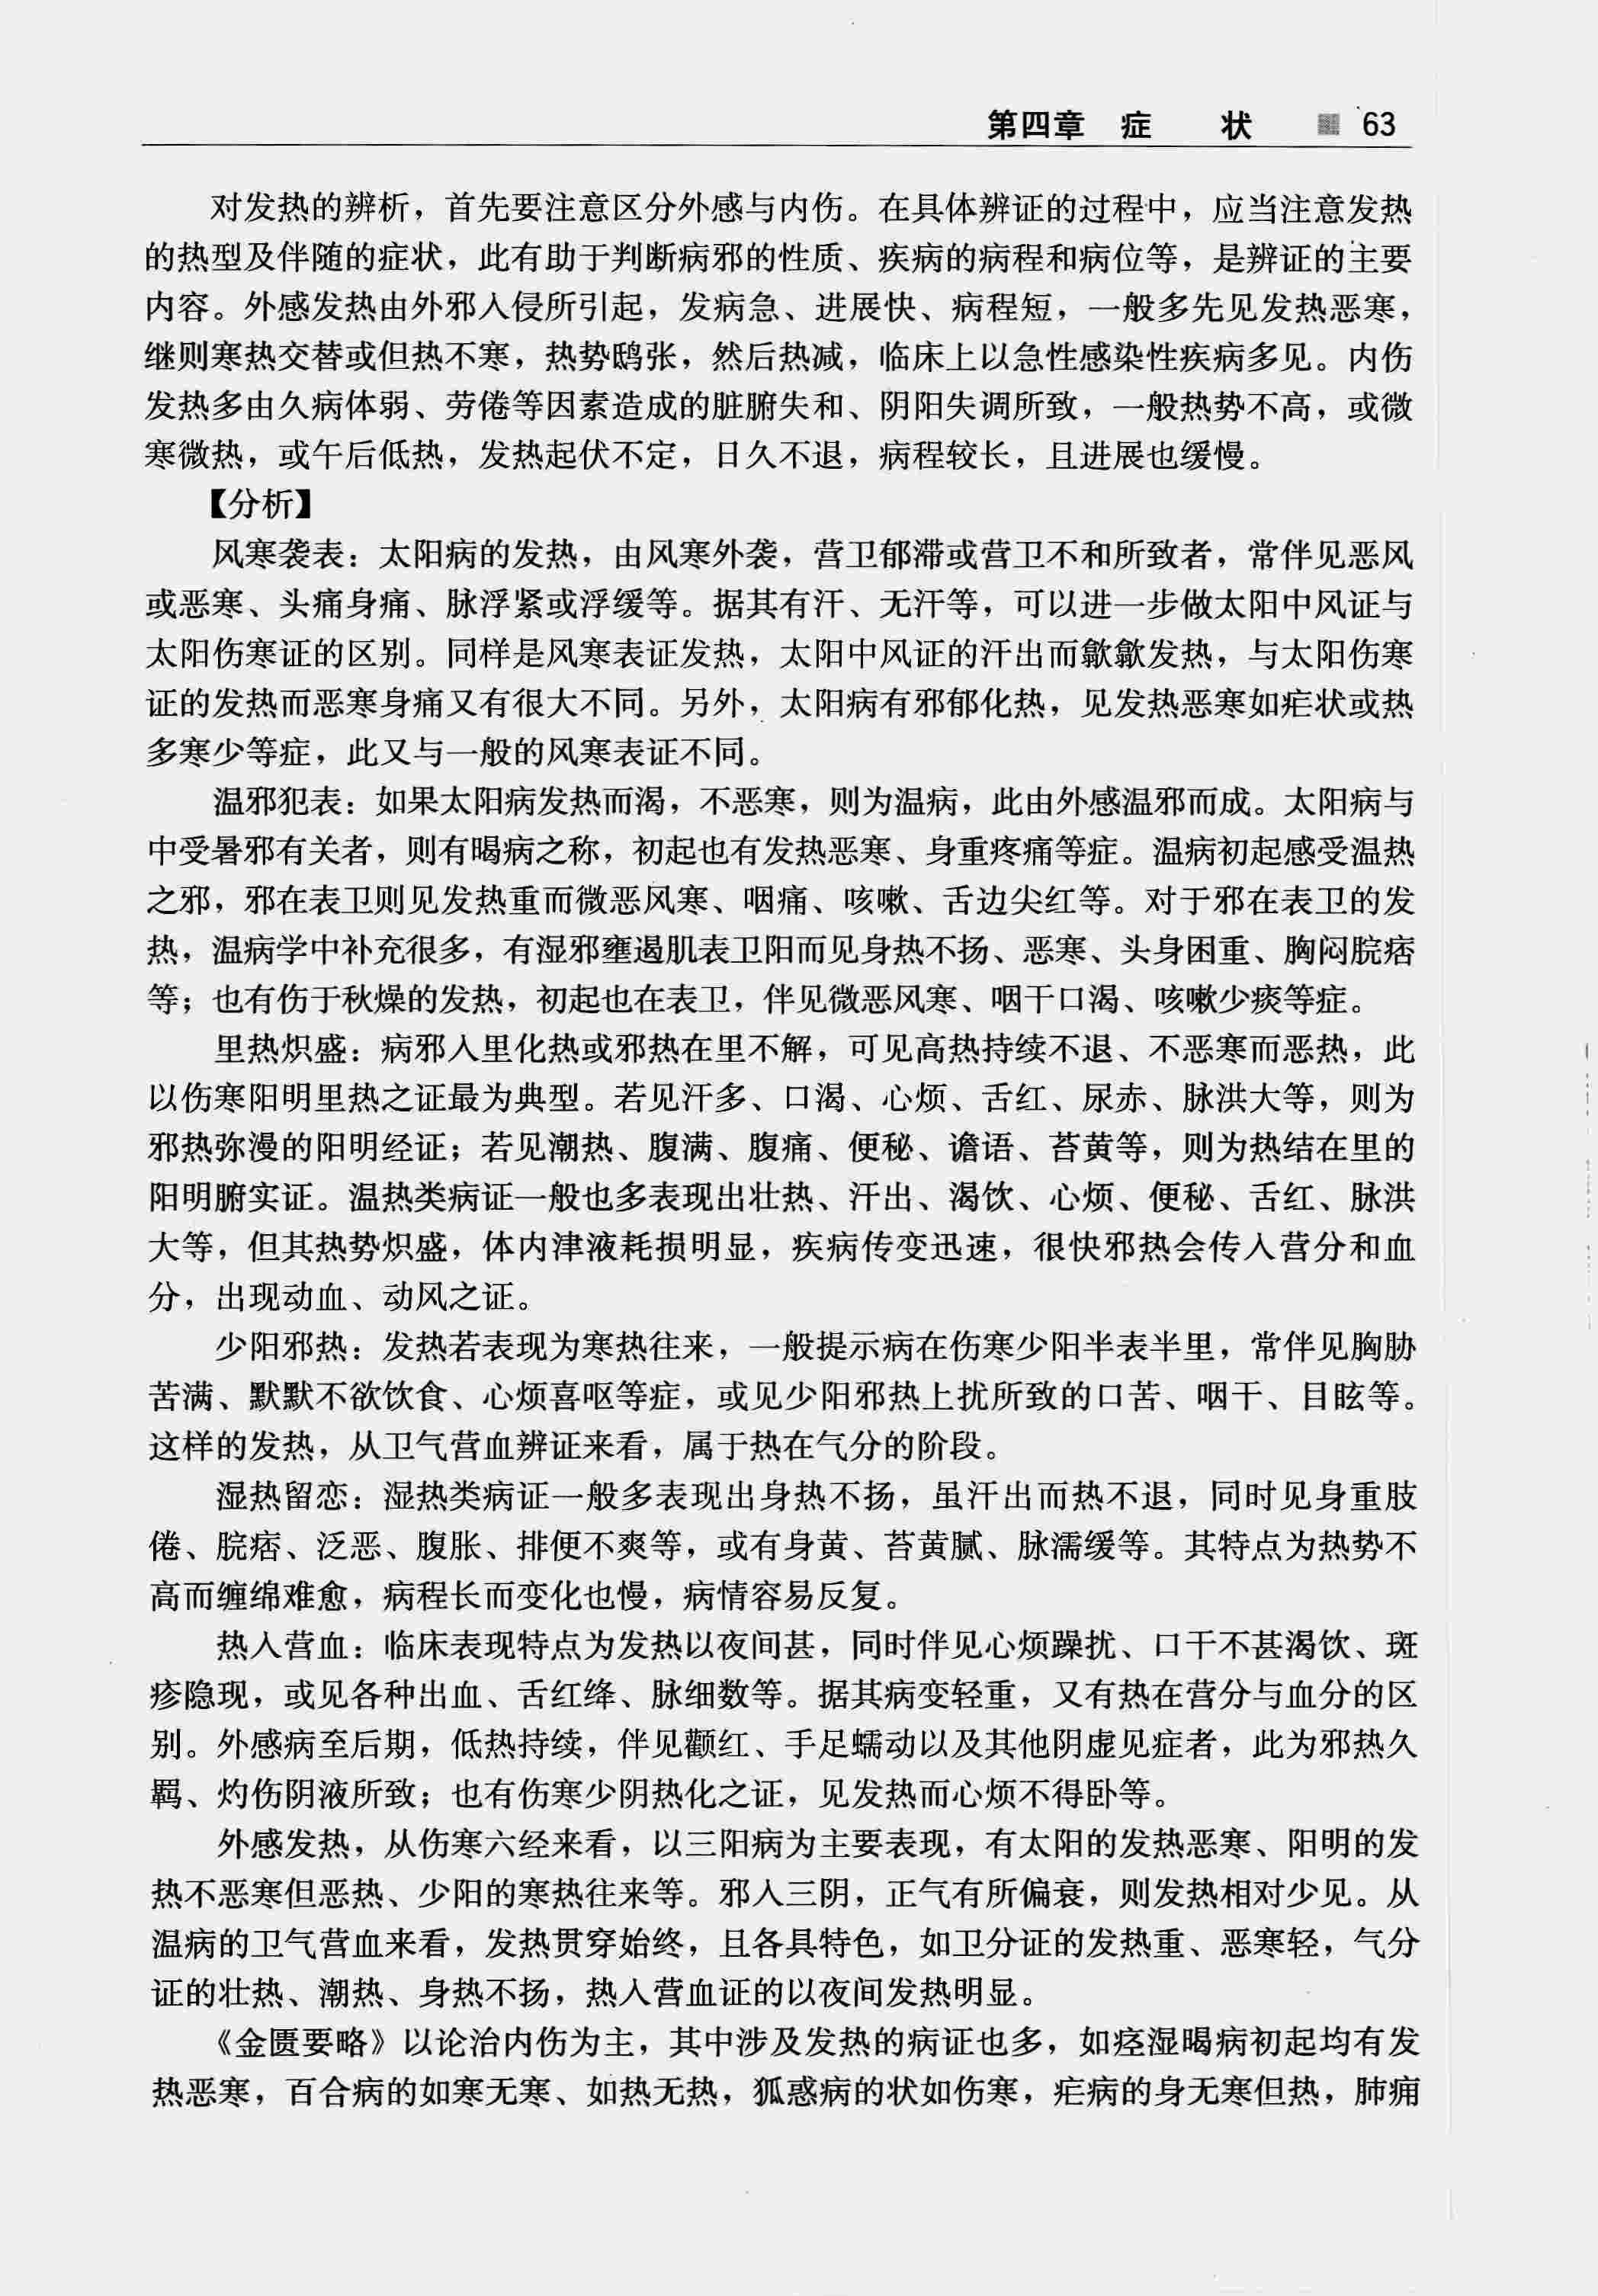 第四章　症　　状　　63
对发热的辨析，首先要注意区分外感与内伤。在具体辨证的过程中，应当注意发热
的热型及伴随的症状，此有助于判断病邪的性质、疾病的病程和病位等，是辨证的主要
内容。外感发热由外邪入侵所引起，发病急、进展快、病程短，一般多先见发热恶寒，
继则寒热交替或但热不寒，热势鸱张，然后热减，临床上以急性感染性疾病多见。内伤
发热多由久病体弱、劳倦等因素造成的脏腑失和、阴阳失调所致，一般热势不高，或微
寒微热，或午后低热，发热起伏不定，日久不退，病程较长，且进展也缓慢。
【分析】
风寒袭表：太阳病的发热，由风寒外袭，营卫郁滞或营卫不和所致者，常伴见恶风
或恶寒、头痛身痛、脉浮紧或浮缓等。据其有汗、无汗等，可以进一步做太阳中风证与
太阳伤寒证的区别。同样是风寒表证发热，太阳中风证的汗出而歙歙发热，与太阳伤寒
证的发热而恶寒身痛又有很大不同。另外，太阳病有邪郁化热，见发热恶寒如疟状或热
多寒少等症，此又与一般的风寒表证不同。
温邪犯表：如果太阳病发热而渴，不恶寒，则为温病，此由外感温邪而成。太阳病与
中受暑邪有关者，则有暍病之称，初起也有发热恶寒、身重疼痛等症。温病初起感受温热
之邪，邪在表卫则见发热重而微恶风寒、咽痛、咳嗽、舌边尖红等。对于邪在表卫的发
热，温病学中补充很多，有湿邪壅遏肌表卫阳而见身热不扬、恶寒、头身困重、胸闷脘痞
等；也有伤于秋燥的发热，初起也在表卫，伴见微恶风寒、咽干口渴、咳嗽少痰等症。
里热炽盛：病邪入里化热或邪热在里不解，可见高热持续不退、不恶寒而恶热，此
以伤寒阳明里热之证最为典型。若见汗多、口渴、心烦、舌红、尿赤、脉洪大等，则为
邪热弥漫的阳明经证；若见潮热、腹满、腹痛、便秘、谵语、苔黄等，则为热结在里的
阳明腑实证。温热类病证一般也多表现出壮热、汗出、渴饮、心烦、便秘、舌红、脉洪
大等，但其热势炽盛，体内津液耗损明显，疾病传变迅速，很快邪热会传入营分和血
分，出现动血、动风之证。
少阳邪热：发热若表现为寒热往来，一般提示病在伤寒少阳半表半里，常伴见胸胁
苦满、默默不欲饮食、心烦喜呕等症，或见少阳邪热上扰所致的口苦、咽干、目眩等。
这样的发热，从卫气营血辨证来看，属于热在气分的阶段。
湿热留恋：湿热类病证一般多表现出身热不扬，虽汗出而热不退，同时见身重肢
倦、脘痞、泛恶、腹胀、排便不爽等，或有身黄、苔黄腻、脉濡缓等。其特点为热势不
高而缠绵难愈，病程长而变化也慢，病情容易反复。
热入营血：临床表现特点为发热以夜间甚，同时伴见心烦躁扰、口干不甚渴饮、斑
疹隐现，或见各种出血、舌红绛、脉细数等。据其病变轻重，又有热在营分与血分的区
别。外感病至后期，低热持续，伴见颧红、手足蠕动以及其他阴虚见症者，此为邪热久
羁、灼伤阴液所致；也有伤寒少阴热化之证，见发热而心烦不得卧等。
外感发热，从伤寒六经来看，以三阳病为主要表现，有太阳的发热恶寒、阳明的发
热不恶寒但恶热、少阳的寒热往来等。邪入三阴，正气有所偏衰，则发热相对少见。从
温病的卫气营血来看，发热贯穿始终，且各具特色，如卫分证的发热重、恶寒轻，气分
证的壮热、潮热、身热不扬，热入营血证的以夜间发热明显。
《金匮要略》以论治内伤为主，其中涉及发热的病证也多，如痉湿暍病初起均有发
热恶寒，百合病的如寒无寒、如热无热，狐惑病的状如伤寒，疟病的身无寒但热，肺痈